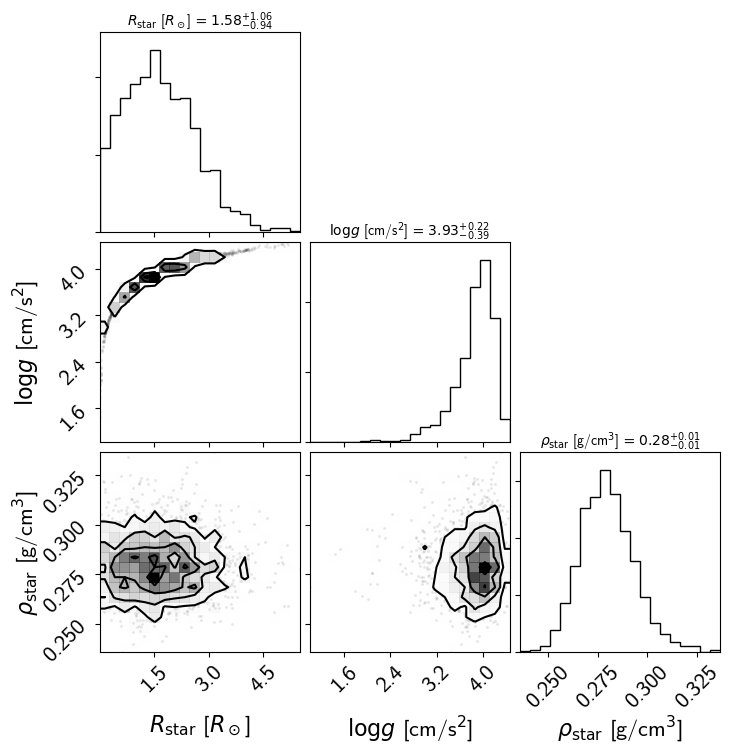 R_star [R_⊙] = 1.58^{+1.06}_{−0.94}
logg [cm/s²] = 3.93^{+0.22}_{−0.39}
logg [cm/s²]
4.0
3.2
2.4
1.6
ρ_star [g/cm³] = 0.28^{+0.01}_{−0.01}
ρ_star [g/cm³]
0.325
0.300
0.275
0.250
1.5 3.0 4.5 1.6 2.4 3.2 4.0 0.250 0.275 0.300 0.325
R_star [R_⊙] logg [cm/s²] ρ_star [g/cm³]